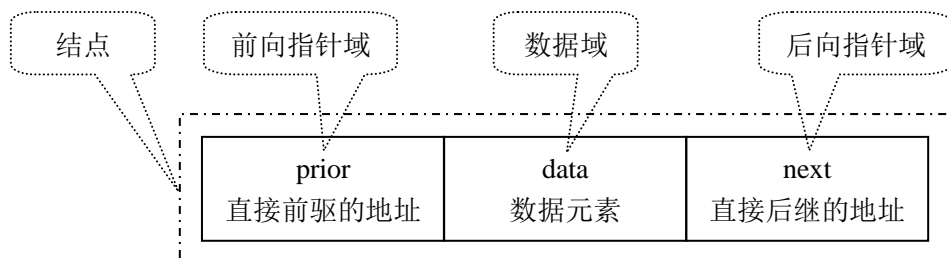 结点
前向指针域
数据域
后向指针域
prior
data
next
直接前驱的地址
数据元素
直接后继的地址